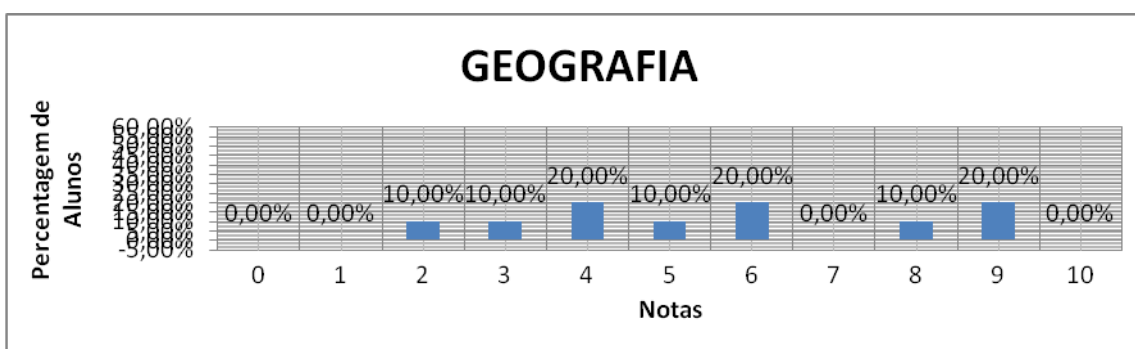 GEOGRAFIA
Percentagem de
Alunos
60,00%
-5,00%
0,00% 0,00% 10,00% 10,00% 20,00% 10,00% 20,00% 0,00% 10,00% 20,00% 0,00%
0 1 2 3 4 5 6 7 8 9 10
Notas